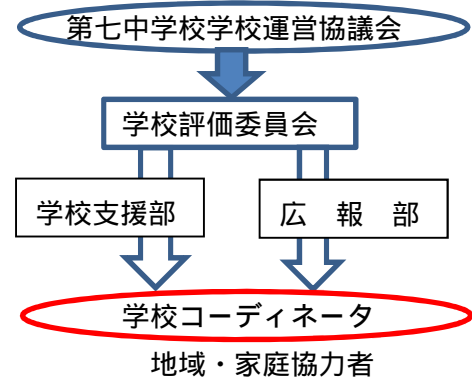 第七中学校学校運営協議会
学校評価委員会
学校支援部
広　報　部
学校コーディネータ
地域・家庭協力者